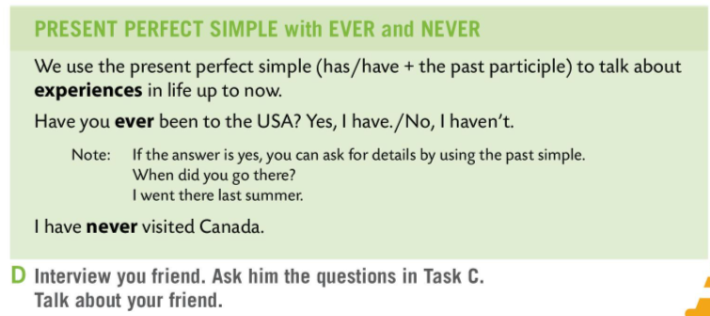 PRESENT PERFECT SIMPLE with EVER and NEVER
We use the present perfect simple (has/have + the past participle) to talk about
experiences in life up to now.
Have you ever been to the USA? Yes, I have./No, I haven't.
Note: If the answer is yes, you can ask for details by using the past simple.
When did you go there?
I went there last summer.
I have never visited Canada.
D Interview you friend. Ask him the questions in Task C.
Talk about your friend.